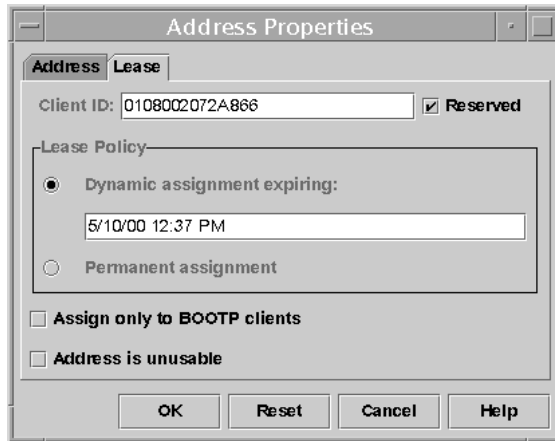 Address Properties
Address Lease
Client ID: 0108002072A866 Reserved
Lease Policy
Dynamic assignment expiring:
5/10/00 12:37 PM
Permanent assignment
Assign only to BOOTP clients
Address is unusable
OK Reset Cancel Help